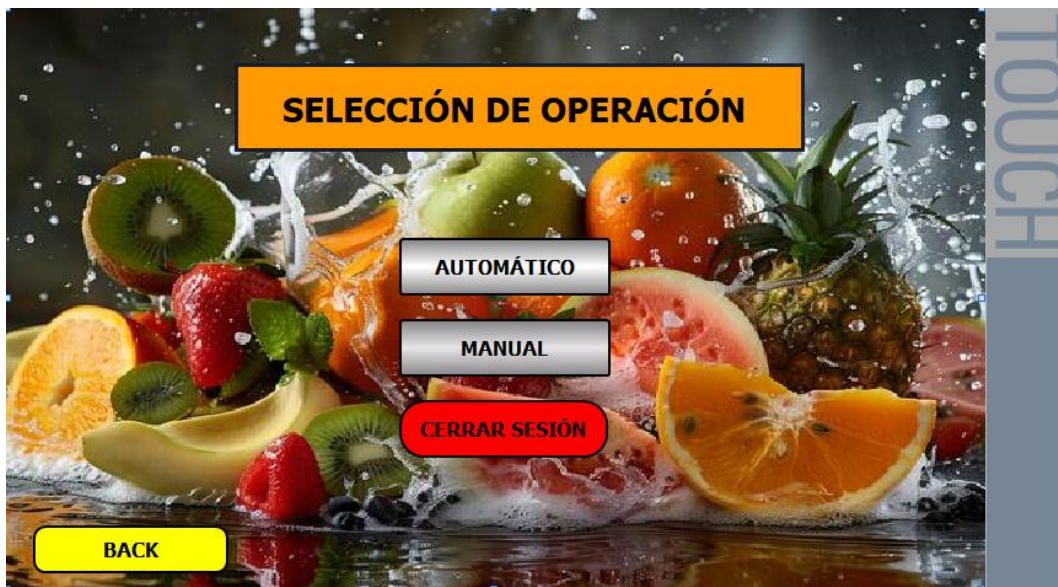 SELECCIÓN DE OPERACIÓN
AUTOMÁTICO
MANUAL
CERRAR SESIÓN
BACK
TOUCH